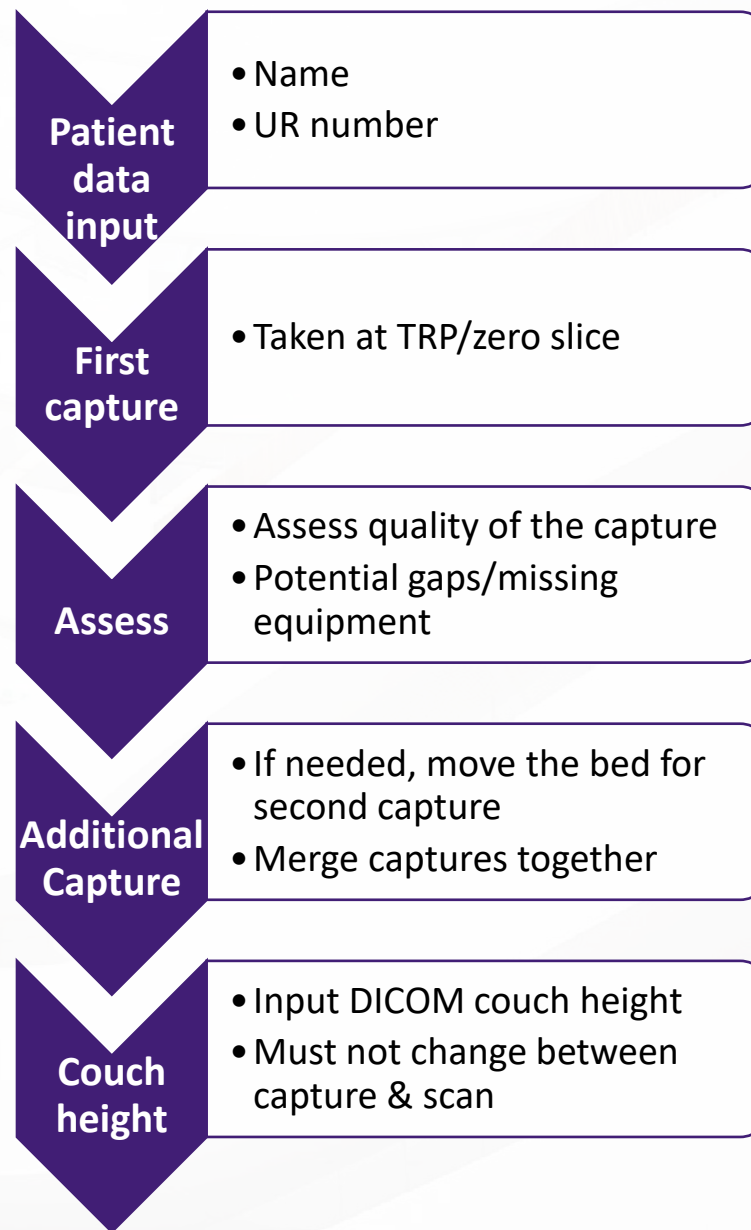 Patient
data
input
• Name
• UR number
First
capture
• Taken at TRP/zero slice
Assess
• Assess quality of the capture
• Potential gaps/missing
equipment
Additional
Capture
• If needed, move the bed for
second capture
• Merge captures together
Couch
height
• Input DICOM couch height
• Must not change between
capture & scan